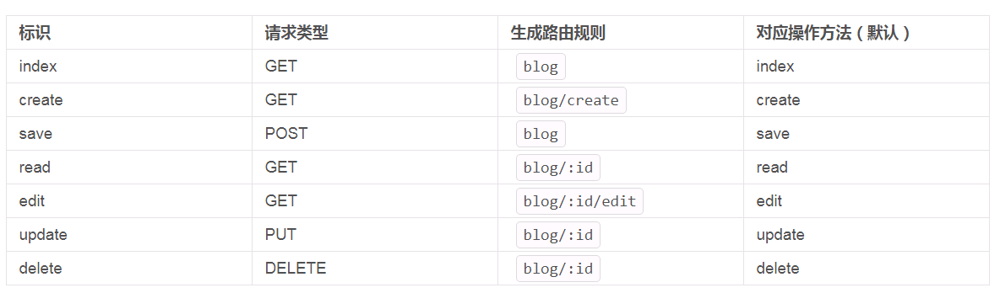 标识 请求类型 生成路由规则 对应操作方法（默认）
index GET blog index
create GET blog/create create
save POST blog save
read GET blog/:id read
edit GET blog/:id/edit edit
update PUT blog/:id update
delete DELETE blog/:id delete